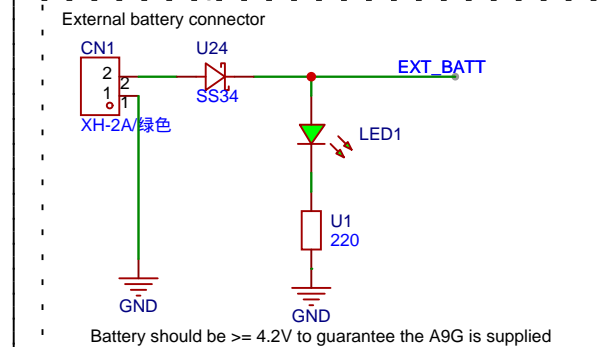 External battery connector
CN1
U24
2
2
1
1
SS34
EXT_BATT
XH-2A/绿色
LED1
U1
220
GND
GND
Battery should be >= 4.2V to guarantee the A9G is supplied